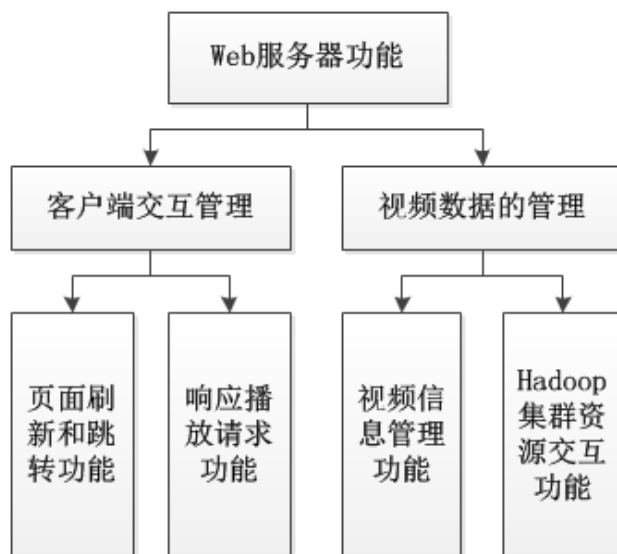 Web服务器功能
客户端交互管理
视频数据的管理
页面刷
新和跳
转功能
响应播
放请求
功能
视频信
息管理
功能
Hadoop
集群资
源交互
功能